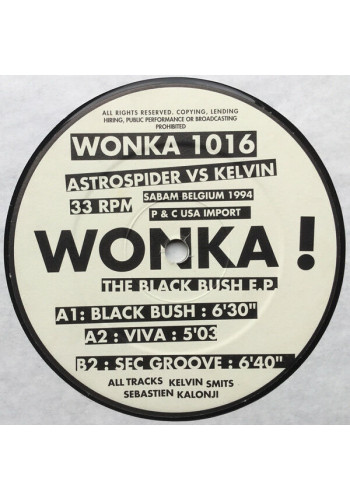 ALL RIGHTS RESERVED. COPYING, LENDING
HIRING, PUBLIC PERFORMANCE OR BROADCASTING
PROHIBITED
WONKA 1016
ASTROSPIDER VS KELVIN
33 RPM SABAM BELGIUM 1994
P & C USA IMPORT
WONKA !
THE BLACK BUSH E.P.
A1: BLACK BUSH : 6'30"
A2 : VIVA : 5'03
B2 : SEC GROOVE : 6'40"
ALL TRACKS KELVIN SMITS
SEBASTIEN KALONJI